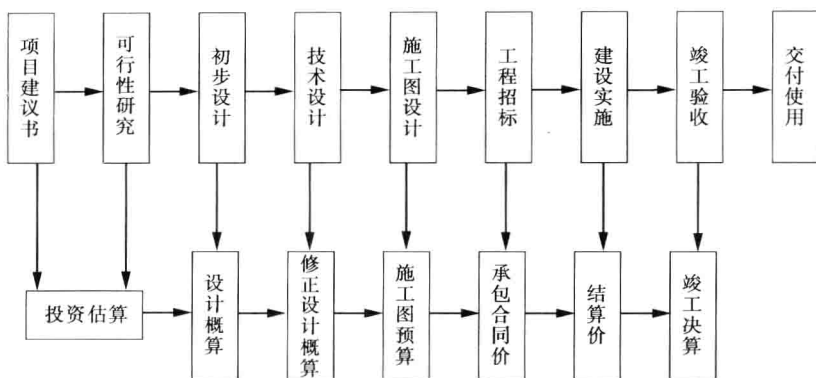 项目建议书
可行性研究
初步设计
技术设计
施工图设计
工程招标
建设实施
竣工验收
交付使用
投资估算
设计概算
修正设计概算
施工图预算
承包合同价
结算价
竣工决算